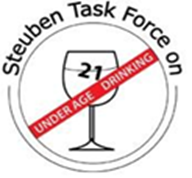 Steuben Task Force on
21
UNDER AGE DRINKING